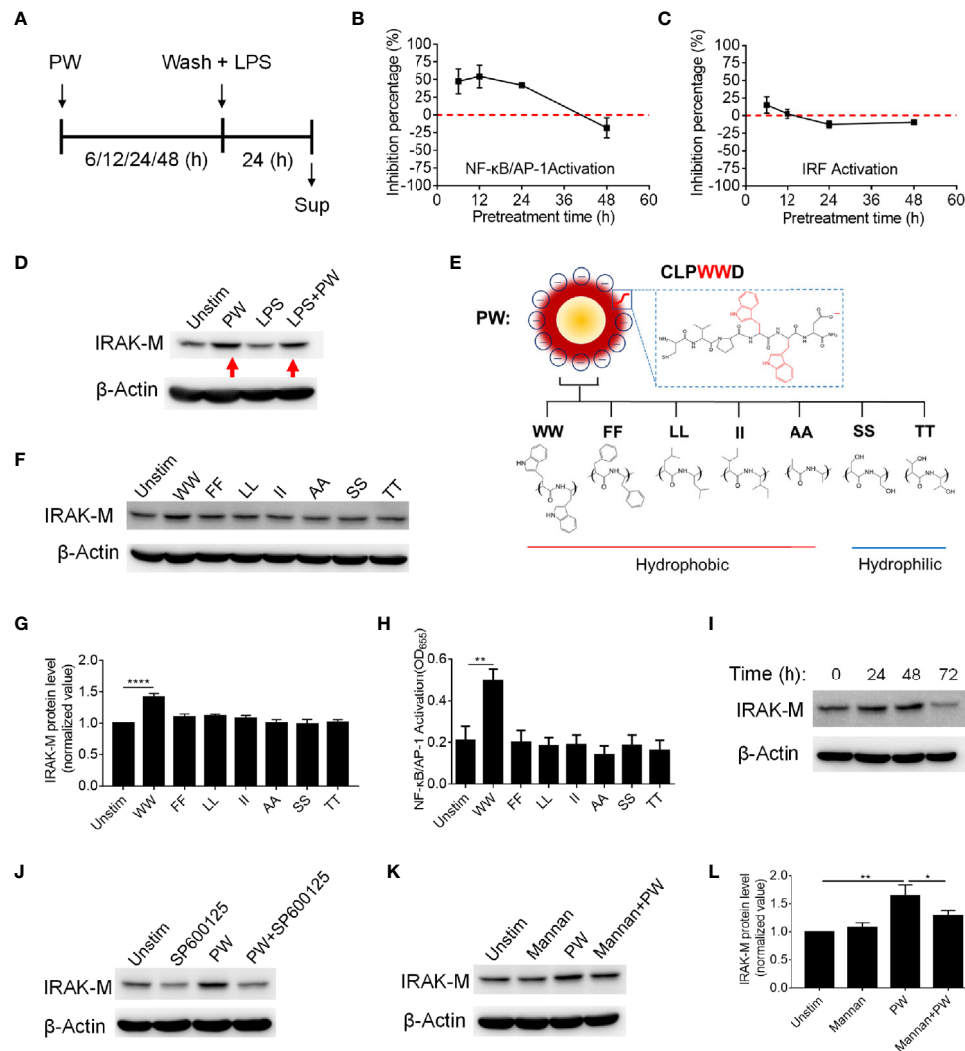 A
PW
Wash + LPS
6/12/24/48 (h)
24 (h)
Sup
B
Inhibition percentage (%)
100
75
50
25
0
-25
-50
-75
-100
NF-κB/AP-1Activation
0 12 24 36 48 60
Pretreatment time (h)
C
Inhibition percentage (%)
100
75
50
25
0
-25
-50
-75
-100
IRF Activation
0 12 24 36 48 60
Pretreatment time (h)
D
Unstim PW LPS LPS+PW
IRAK-M
β-Actin
E
CLPWWD
PW:
WW FF LL II AA SS TT
Hydrophobic
Hydrophilic
F
Unstim WW FF LL II AA SS TT
IRAK-M
β-Actin
G
IRAK-M protein level
(normalized value)
2.0
1.5
1.0
0.5
0.0
****
Unstim WW FF LL II AA SS TT
H
NF-κB/AP-1 Activation(OD655)
0.6
0.4
0.2
0.0
**
Unstim WW FF LL II AA SS TT
I
Time (h): 0 24 48 72
IRAK-M
β-Actin
J
Unstim SP600125 PW PW+SP600125
IRAK-M
β-Actin
K
Unstim Mannan PW Mannan+PW
IRAK-M
β-Actin
L
IRAK-M protein level
(normalized value)
2.0
1.5
1.0
0.5
0.0
** *
Unstim Mannan PW Mannan+PW